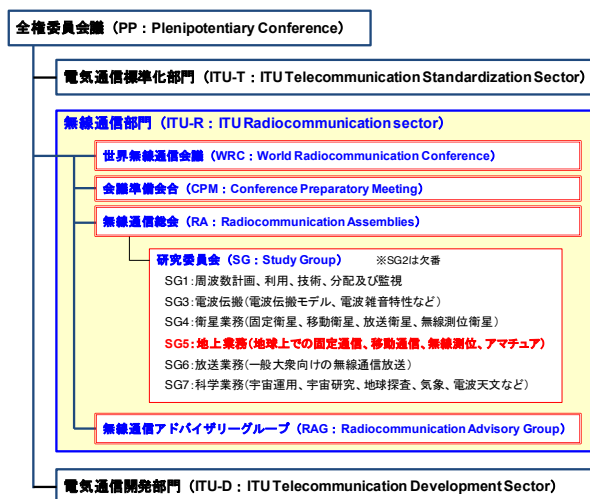 全権委員会議（PP：Plenipotentiary Conference）
電気通信標準化部門（ITU-T：ITU Telecommunication Standardization Sector）
無線通信部門（ITU-R：ITU Radiocommunication sector）
世界無線通信会議（WRC：World Radiocommunication Conference）
会議準備会合（CPM：Conference Preparatory Meeting）
無線通信総会（RA：Radiocommunication Assemblies）
研究委員会（SG：Study Group） ※SG2は欠番
SG1：周波数計画、利用、技術、分配及び監視
SG3：電波伝搬（電波伝搬モデル、電波雑音特性など）
SG4：衛星業務（固定衛星、移動衛星、放送衛星、無線測位衛星）
SG5：地上業務（地球上での固定通信、移動通信、無線測位、アマチュア）
SG6：放送業務（一般大衆向けの無線通信放送）
SG7：科学業務（宇宙運用、宇宙研究、地球探査、気象、電波天文など）
無線通信アドバイザリーグループ（RAG：Radiocommunication Advisory Group）
電気通信開発部門（ITU-D：ITU Telecommunication Development Sector）